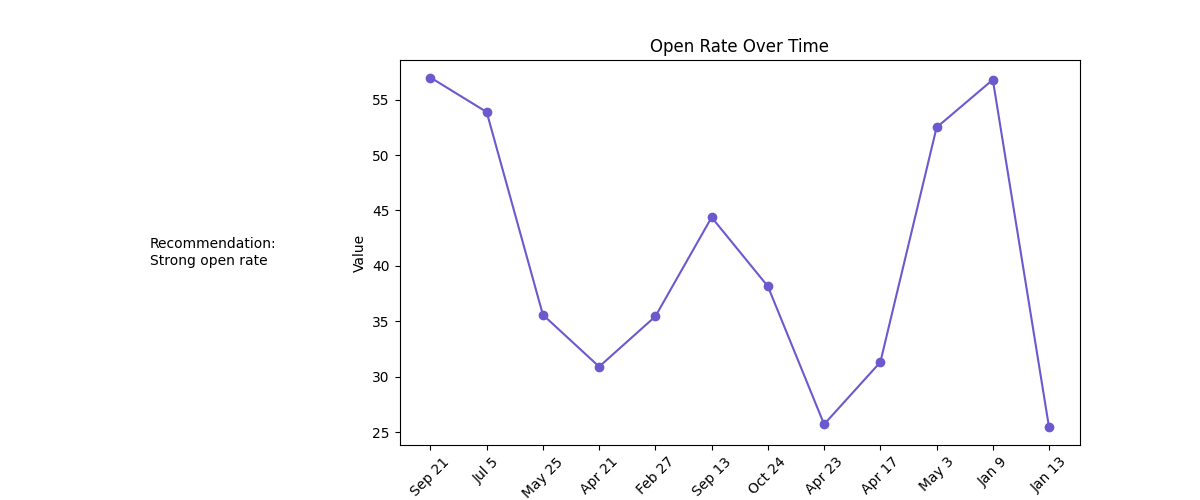 Open Rate Over Time
Recommendation:
Strong open rate
Value
55
50
45
40
35
30
25
Sep 21
Jul 5
May 25
Apr 21
Feb 27
Sep 13
Oct 24
Apr 23
Apr 17
May 3
Jan 9
Jan 13